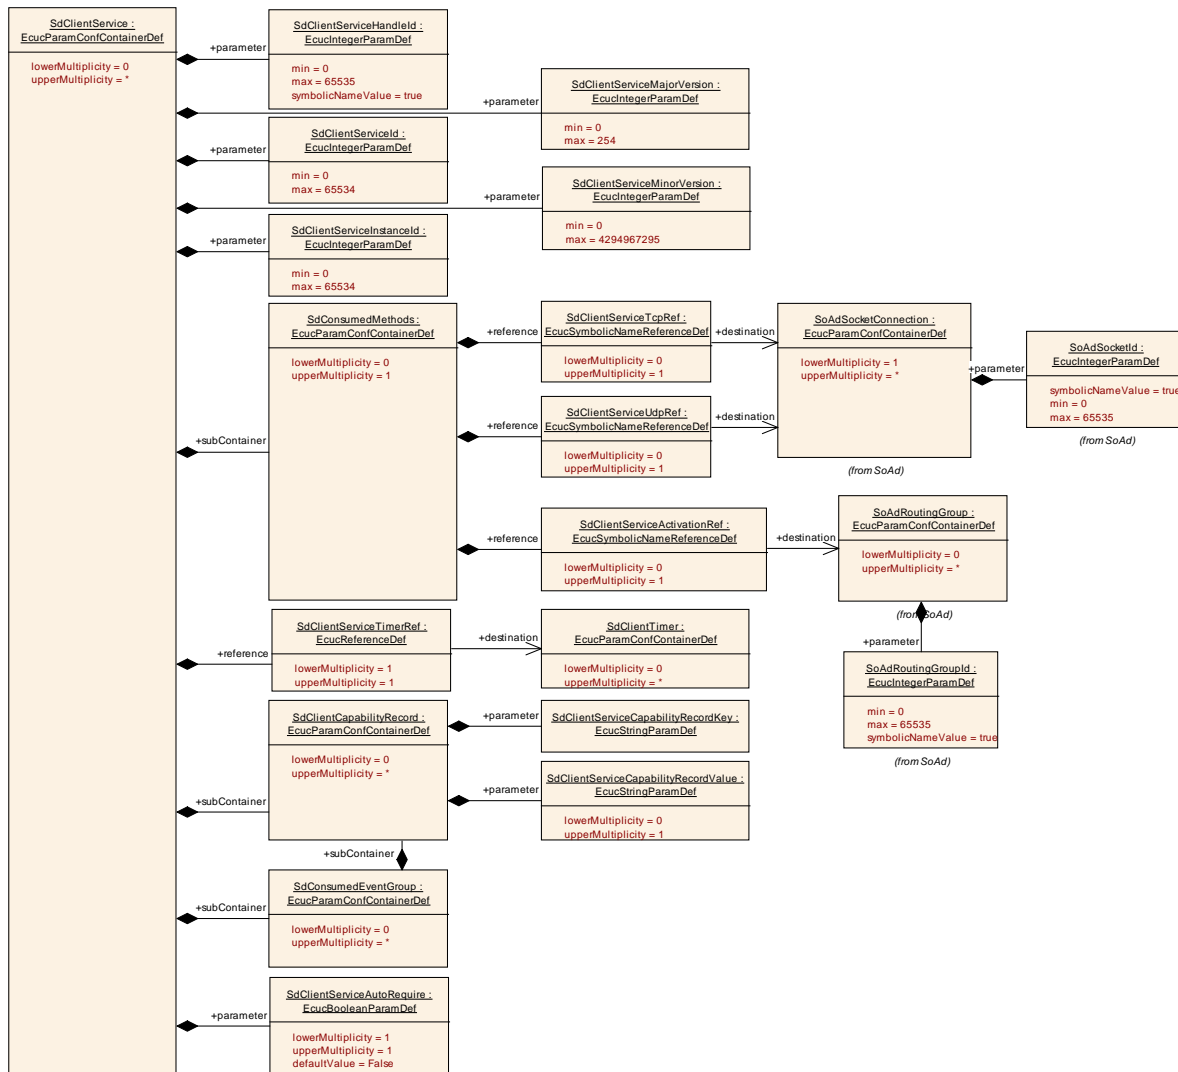 SdClientService :
EcucParamConfContainerDef
lowerMultiplicity = 0
upperMultiplicity = *
+parameter
SdClientServiceHandleId :
EcucIntegerParamDef
min = 0
max = 65535
symbolicNameValue = true
+parameter
SdClientServiceMajorVersion :
EcucIntegerParamDef
min = 0
max = 254
+parameter
SdClientServiceId :
EcucIntegerParamDef
min = 0
max = 65534
+parameter
SdClientServiceMinorVersion :
EcucIntegerParamDef
min = 0
max = 4294967295
+parameter
SdClientServiceInstanceId :
EcucIntegerParamDef
min = 0
max = 65534
+subContainer
SdConsumedMethods :
EcucParamConfContainerDef
lowerMultiplicity = 0
upperMultiplicity = 1
+reference
SdClientServiceTcpRef :
EcucSymbolicNameReferenceDef
lowerMultiplicity = 0
upperMultiplicity = 1
+destination
SoAdSocketConnection :
EcucParamConfContainerDef
lowerMultiplicity = 1
upperMultiplicity = *
(from SoAd)
+parameter
SoAdSocketId :
EcucIntegerParamDef
symbolicNameValue = true
min = 0
max = 65535
(from SoAd)
+reference
SdClientServiceUdpRef :
EcucSymbolicNameReferenceDef
lowerMultiplicity = 0
upperMultiplicity = 1
+destination
+reference
SdClientServiceActivationRef :
EcucSymbolicNameReferenceDef
lowerMultiplicity = 0
upperMultiplicity = 1
+destination
SoAdRoutingGroup :
EcucParamConfContainerDef
lowerMultiplicity = 0
upperMultiplicity = *
(from SoAd)
+parameter
SoAdRoutingGroupId :
EcucIntegerParamDef
min = 0
max = 65535
symbolicNameValue = true
(from SoAd)
+reference
SdClientServiceTimerRef :
EcucReferenceDef
lowerMultiplicity = 1
upperMultiplicity = 1
+destination
SdClientTimer :
EcucParamConfContainerDef
lowerMultiplicity = 0
upperMultiplicity = *
+subContainer
SdClientCapabilityRecord :
EcucParamConfContainerDef
lowerMultiplicity = 0
upperMultiplicity = *
+parameter
SdClientServiceCapabilityRecordKey :
EcucStringParamDef
+parameter
SdClientServiceCapabilityRecordValue :
EcucStringParamDef
lowerMultiplicity = 0
upperMultiplicity = 1
+subContainer
+subContainer
SdConsumedEventGroup :
EcucParamConfContainerDef
lowerMultiplicity = 0
upperMultiplicity = *
+parameter
SdClientServiceAutoRequire :
EcucBooleanParamDef
lowerMultiplicity = 1
upperMultiplicity = 1
defaultValue = False